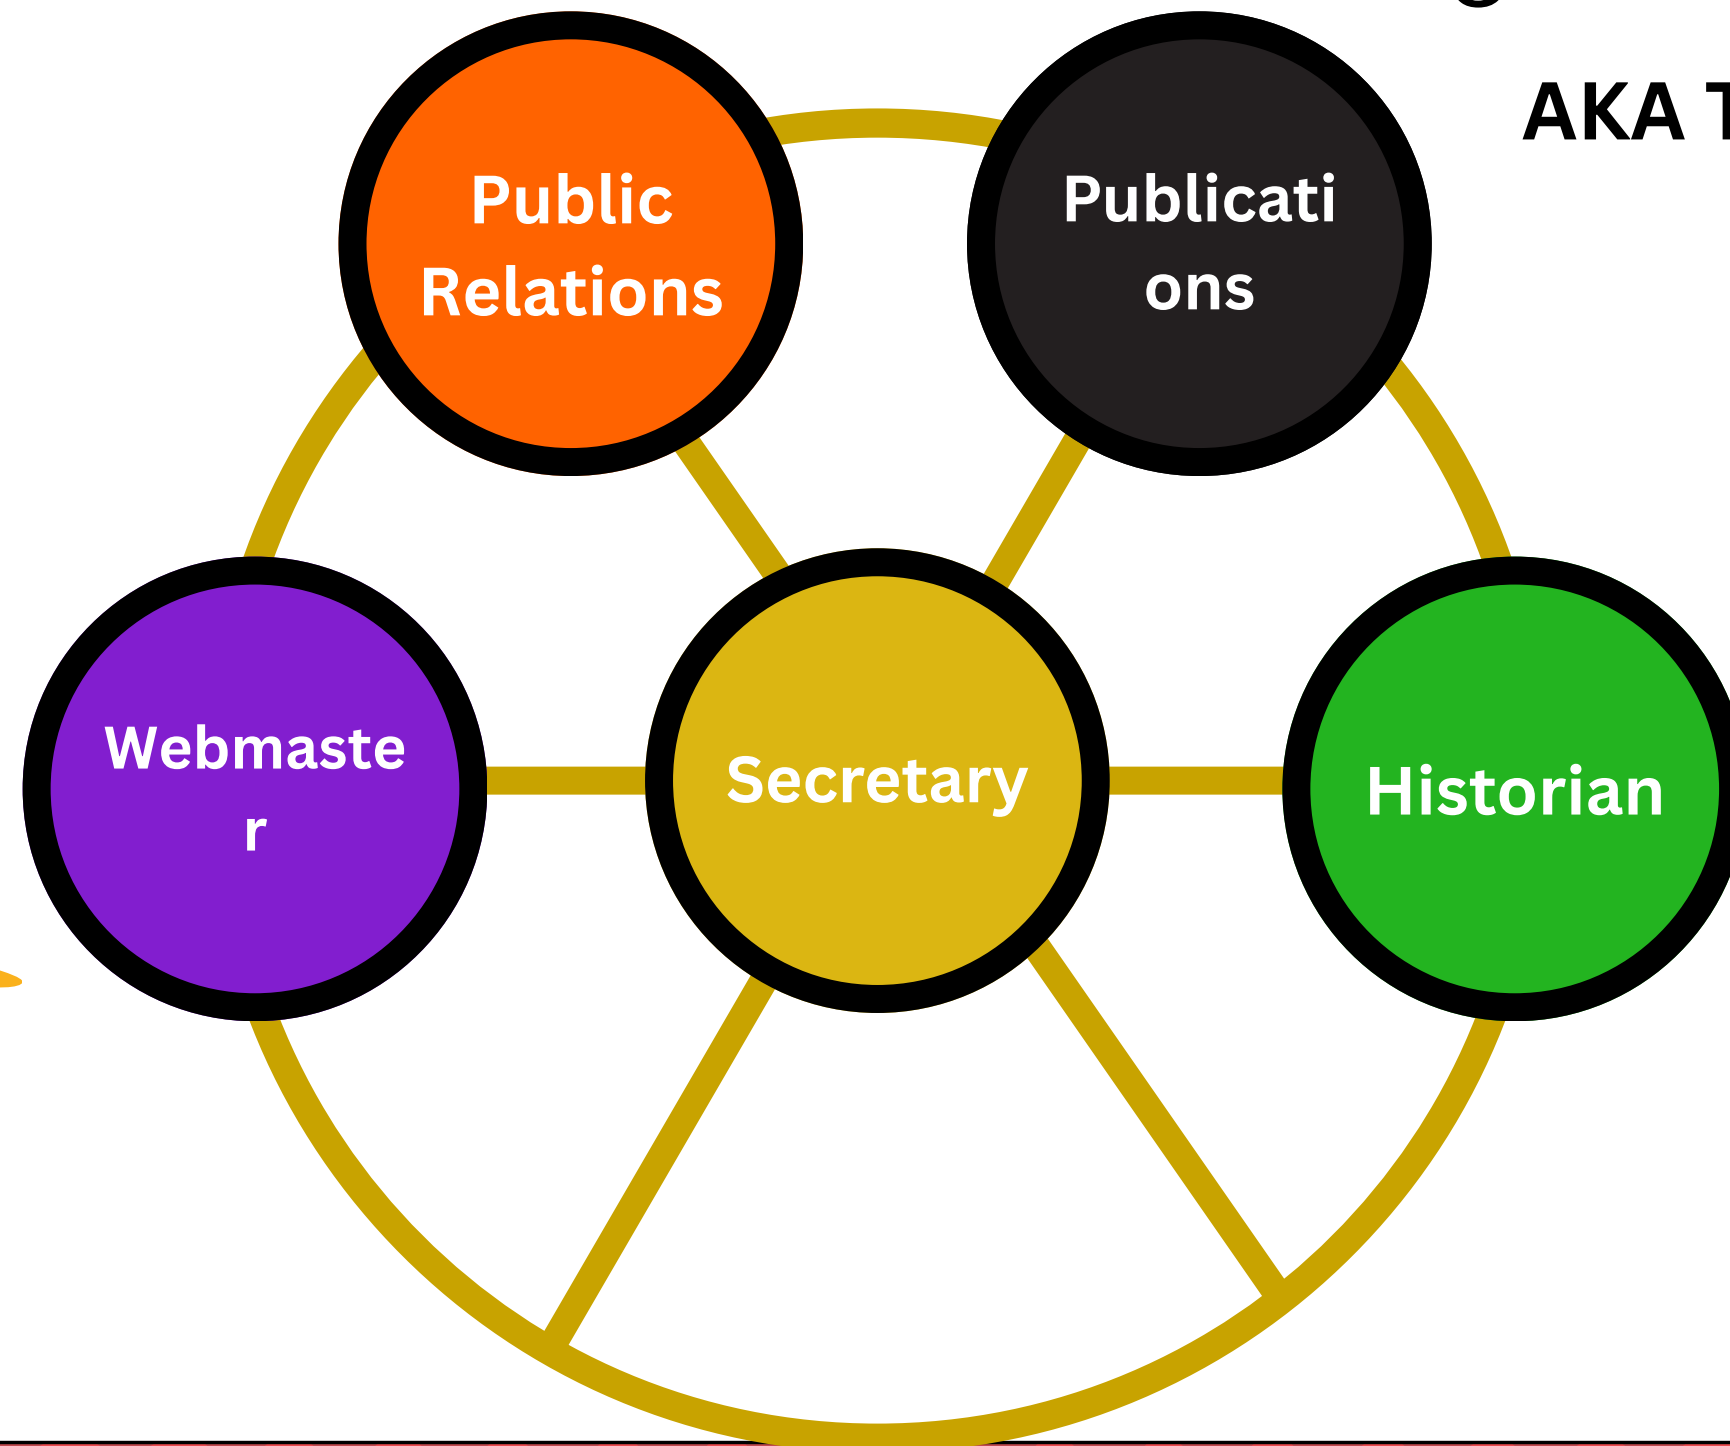 AKA T
Public
Relations
Publicati
ons
Webmaste
r
Secretary
Historian